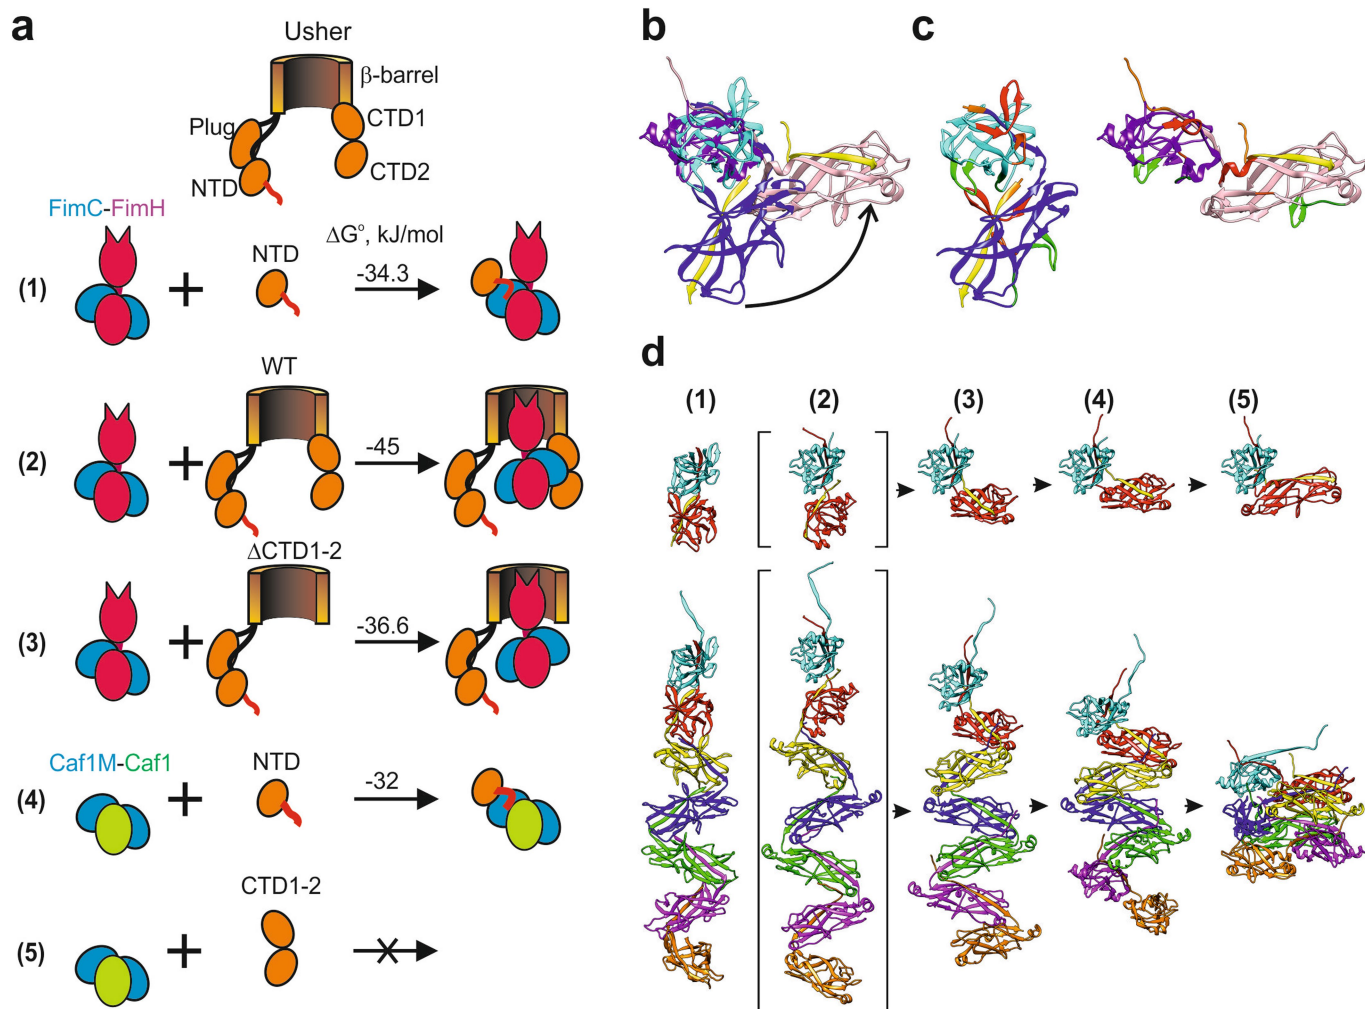 a
Usher
β-barrel
Plug
CTD1
NTD
CTD2
FimC-FimH
(1)
NTD
ΔG°, kJ/mol
-34.3
(2)
WT
-45
(3)
ΔCTD1-2
-36.6
Caf1M-Caf1
(4)
NTD
-32
(5)
CTD1-2
b
c
d
(1) (2) (3) (4) (5)